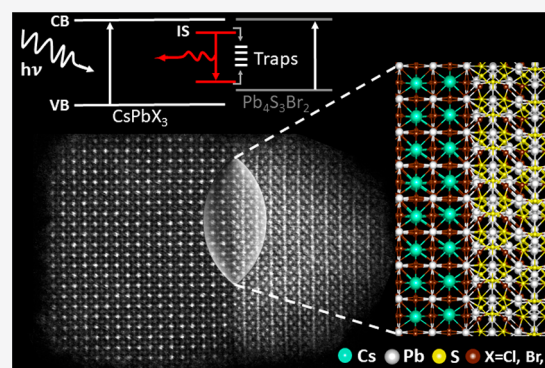 CB
IS
hν
Traps
VB
CsPbX₃
Pb₄S₃Br₂
Cs Pb S X=Cl, Br,